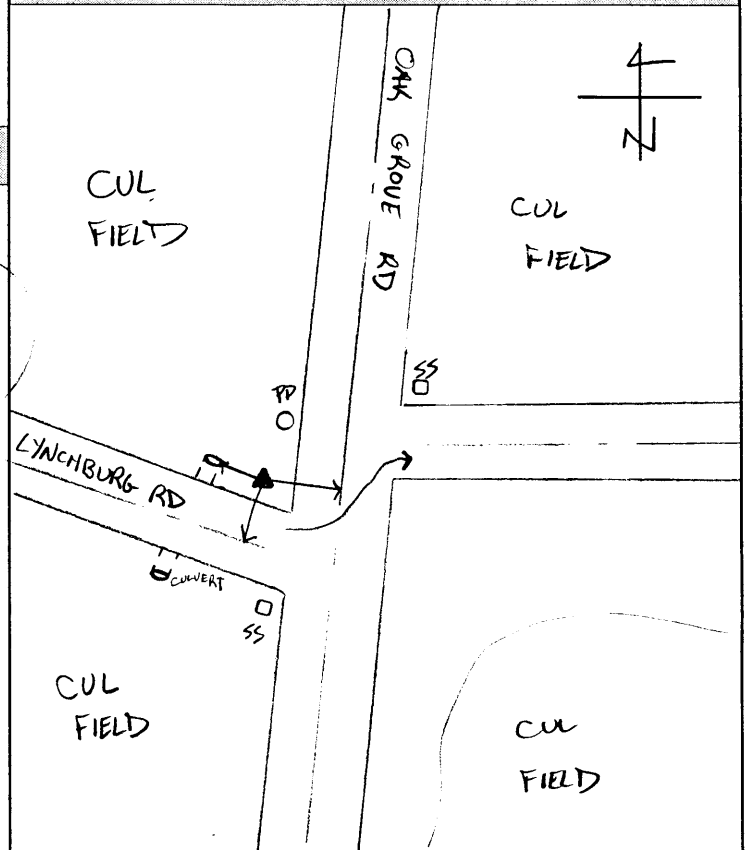 OAK GROVE RD
N
CUL
FIELD
CUL
FIELD
SS
PP
LYNCHBURG RD
CULVERT
SS
CUL
FIELD
CUL
FIELD